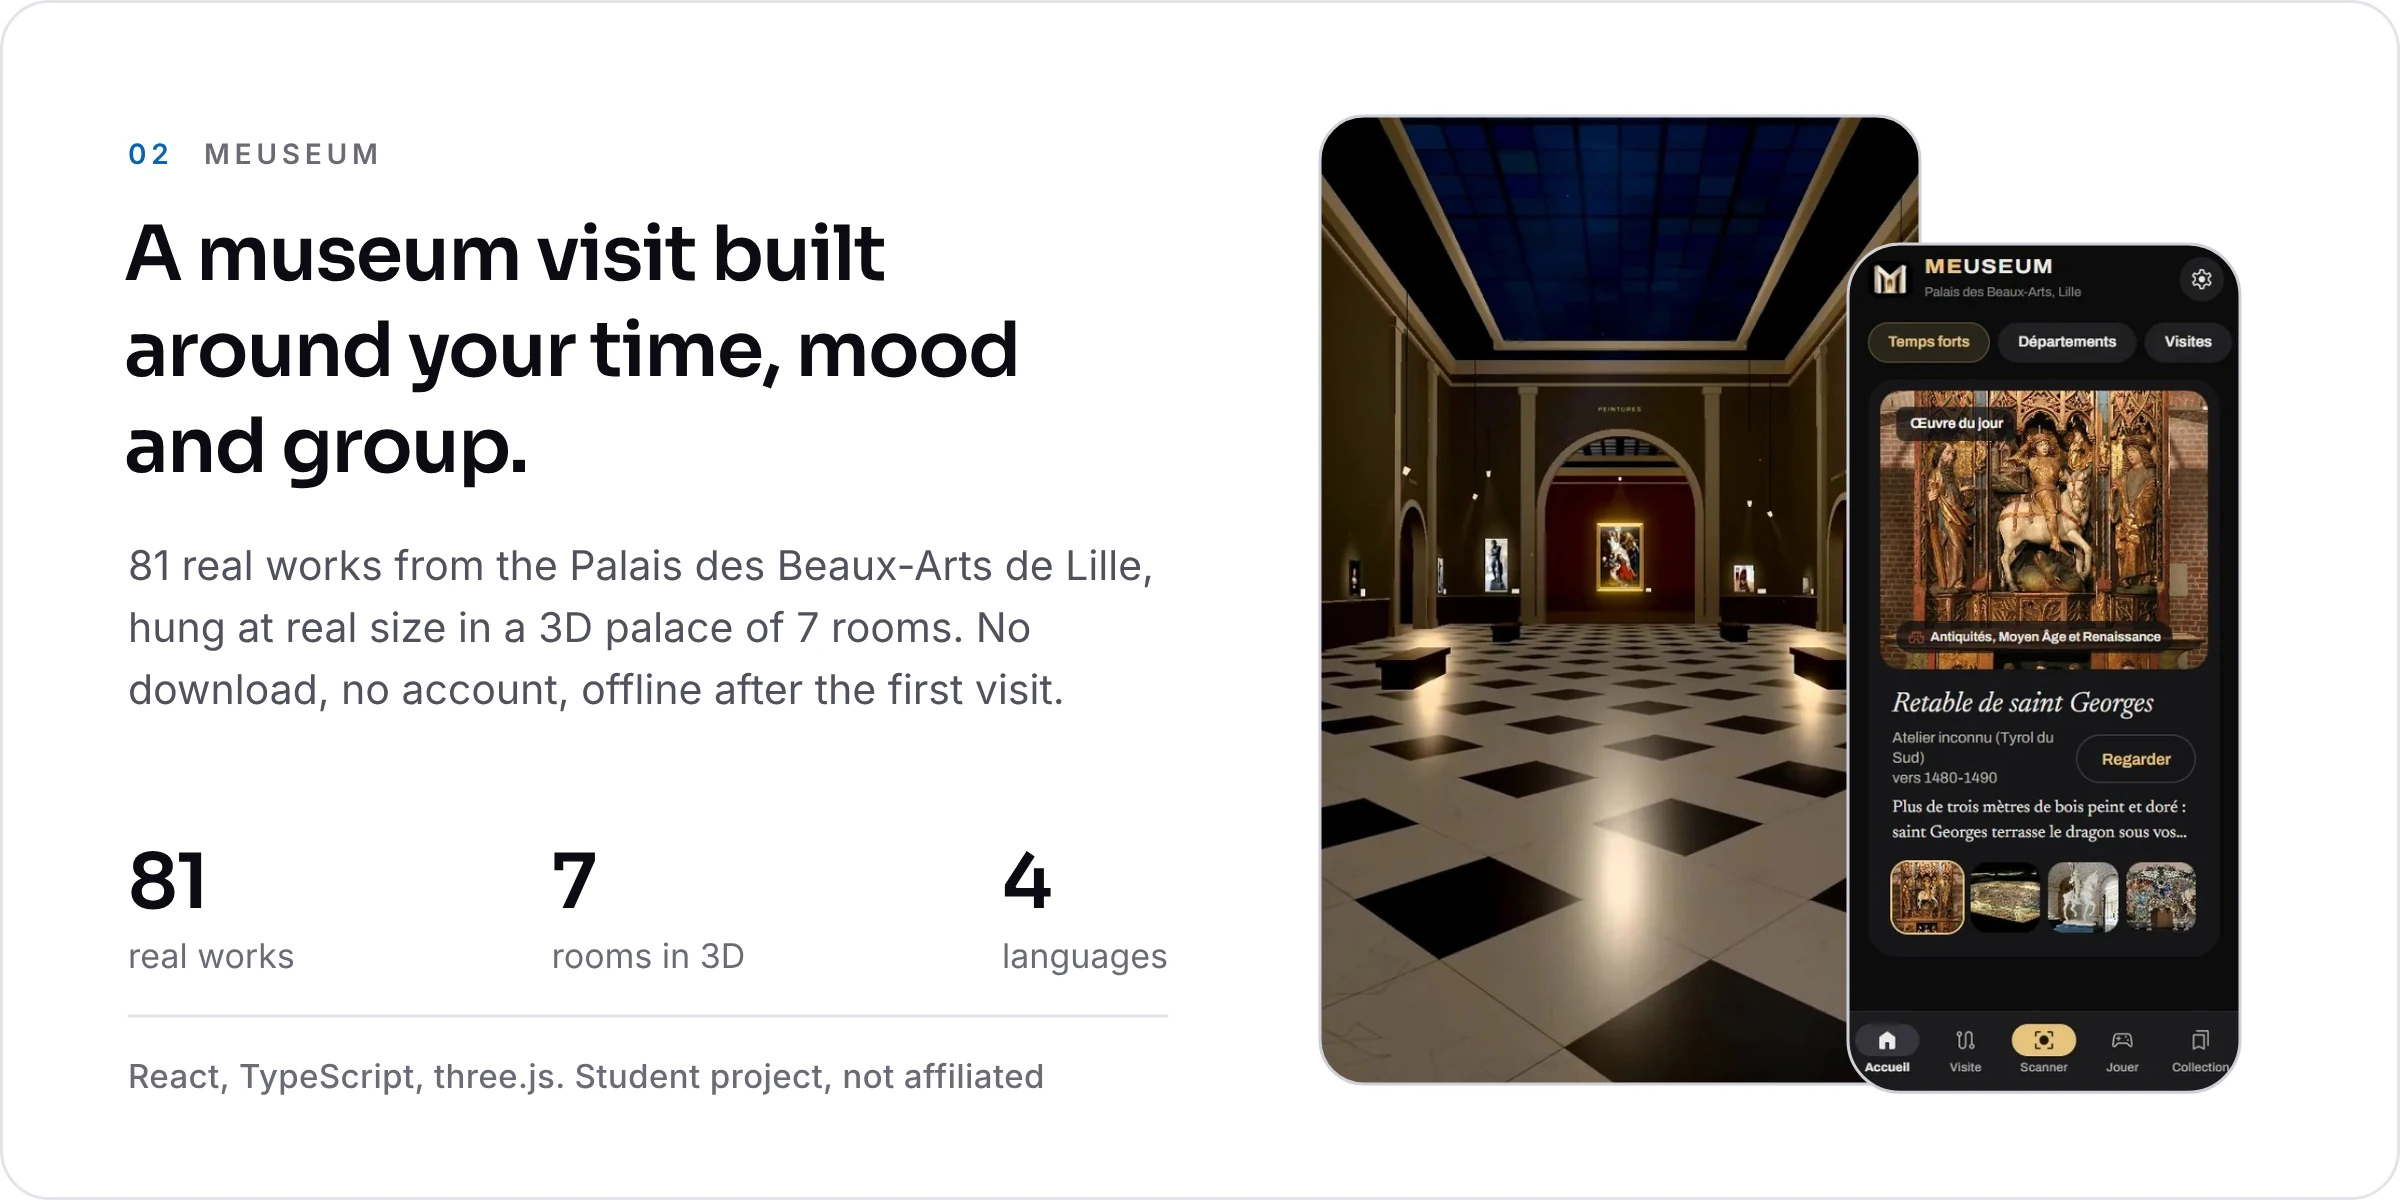 02 MEUSEUM
A museum visit built
around your time, mood
and group.
81 real works from the Palais des Beaux-Arts de Lille,
hung at real size in a 3D palace of 7 rooms. No
download, no account, offline after the first visit.
81
real works
7
rooms in 3D
4
languages
React, TypeScript, three.js. Student project, not affiliated
PEINTURES
M
MEUSEUM
Palais des Beaux-Arts, Lille
Temps forts
Départements
Visites
Œuvre du jour
Antiquités, Moyen Âge et Renaissance
Retable de saint Georges
Atelier inconnu (Tyrol du
Sud)
vers 1480-1490
Regarder
Plus de trois mètres de bois peint et doré :
saint Georges terrasse le dragon sous vos...
Accueil
Visite
Scanner
Jouer
Collection